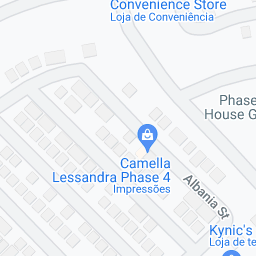 Convenience Store
Loja de Conveniência
Phase
House G
Camella
Lessandra Phase 4
Impressões
Albania St
Kynic's
Loja de te